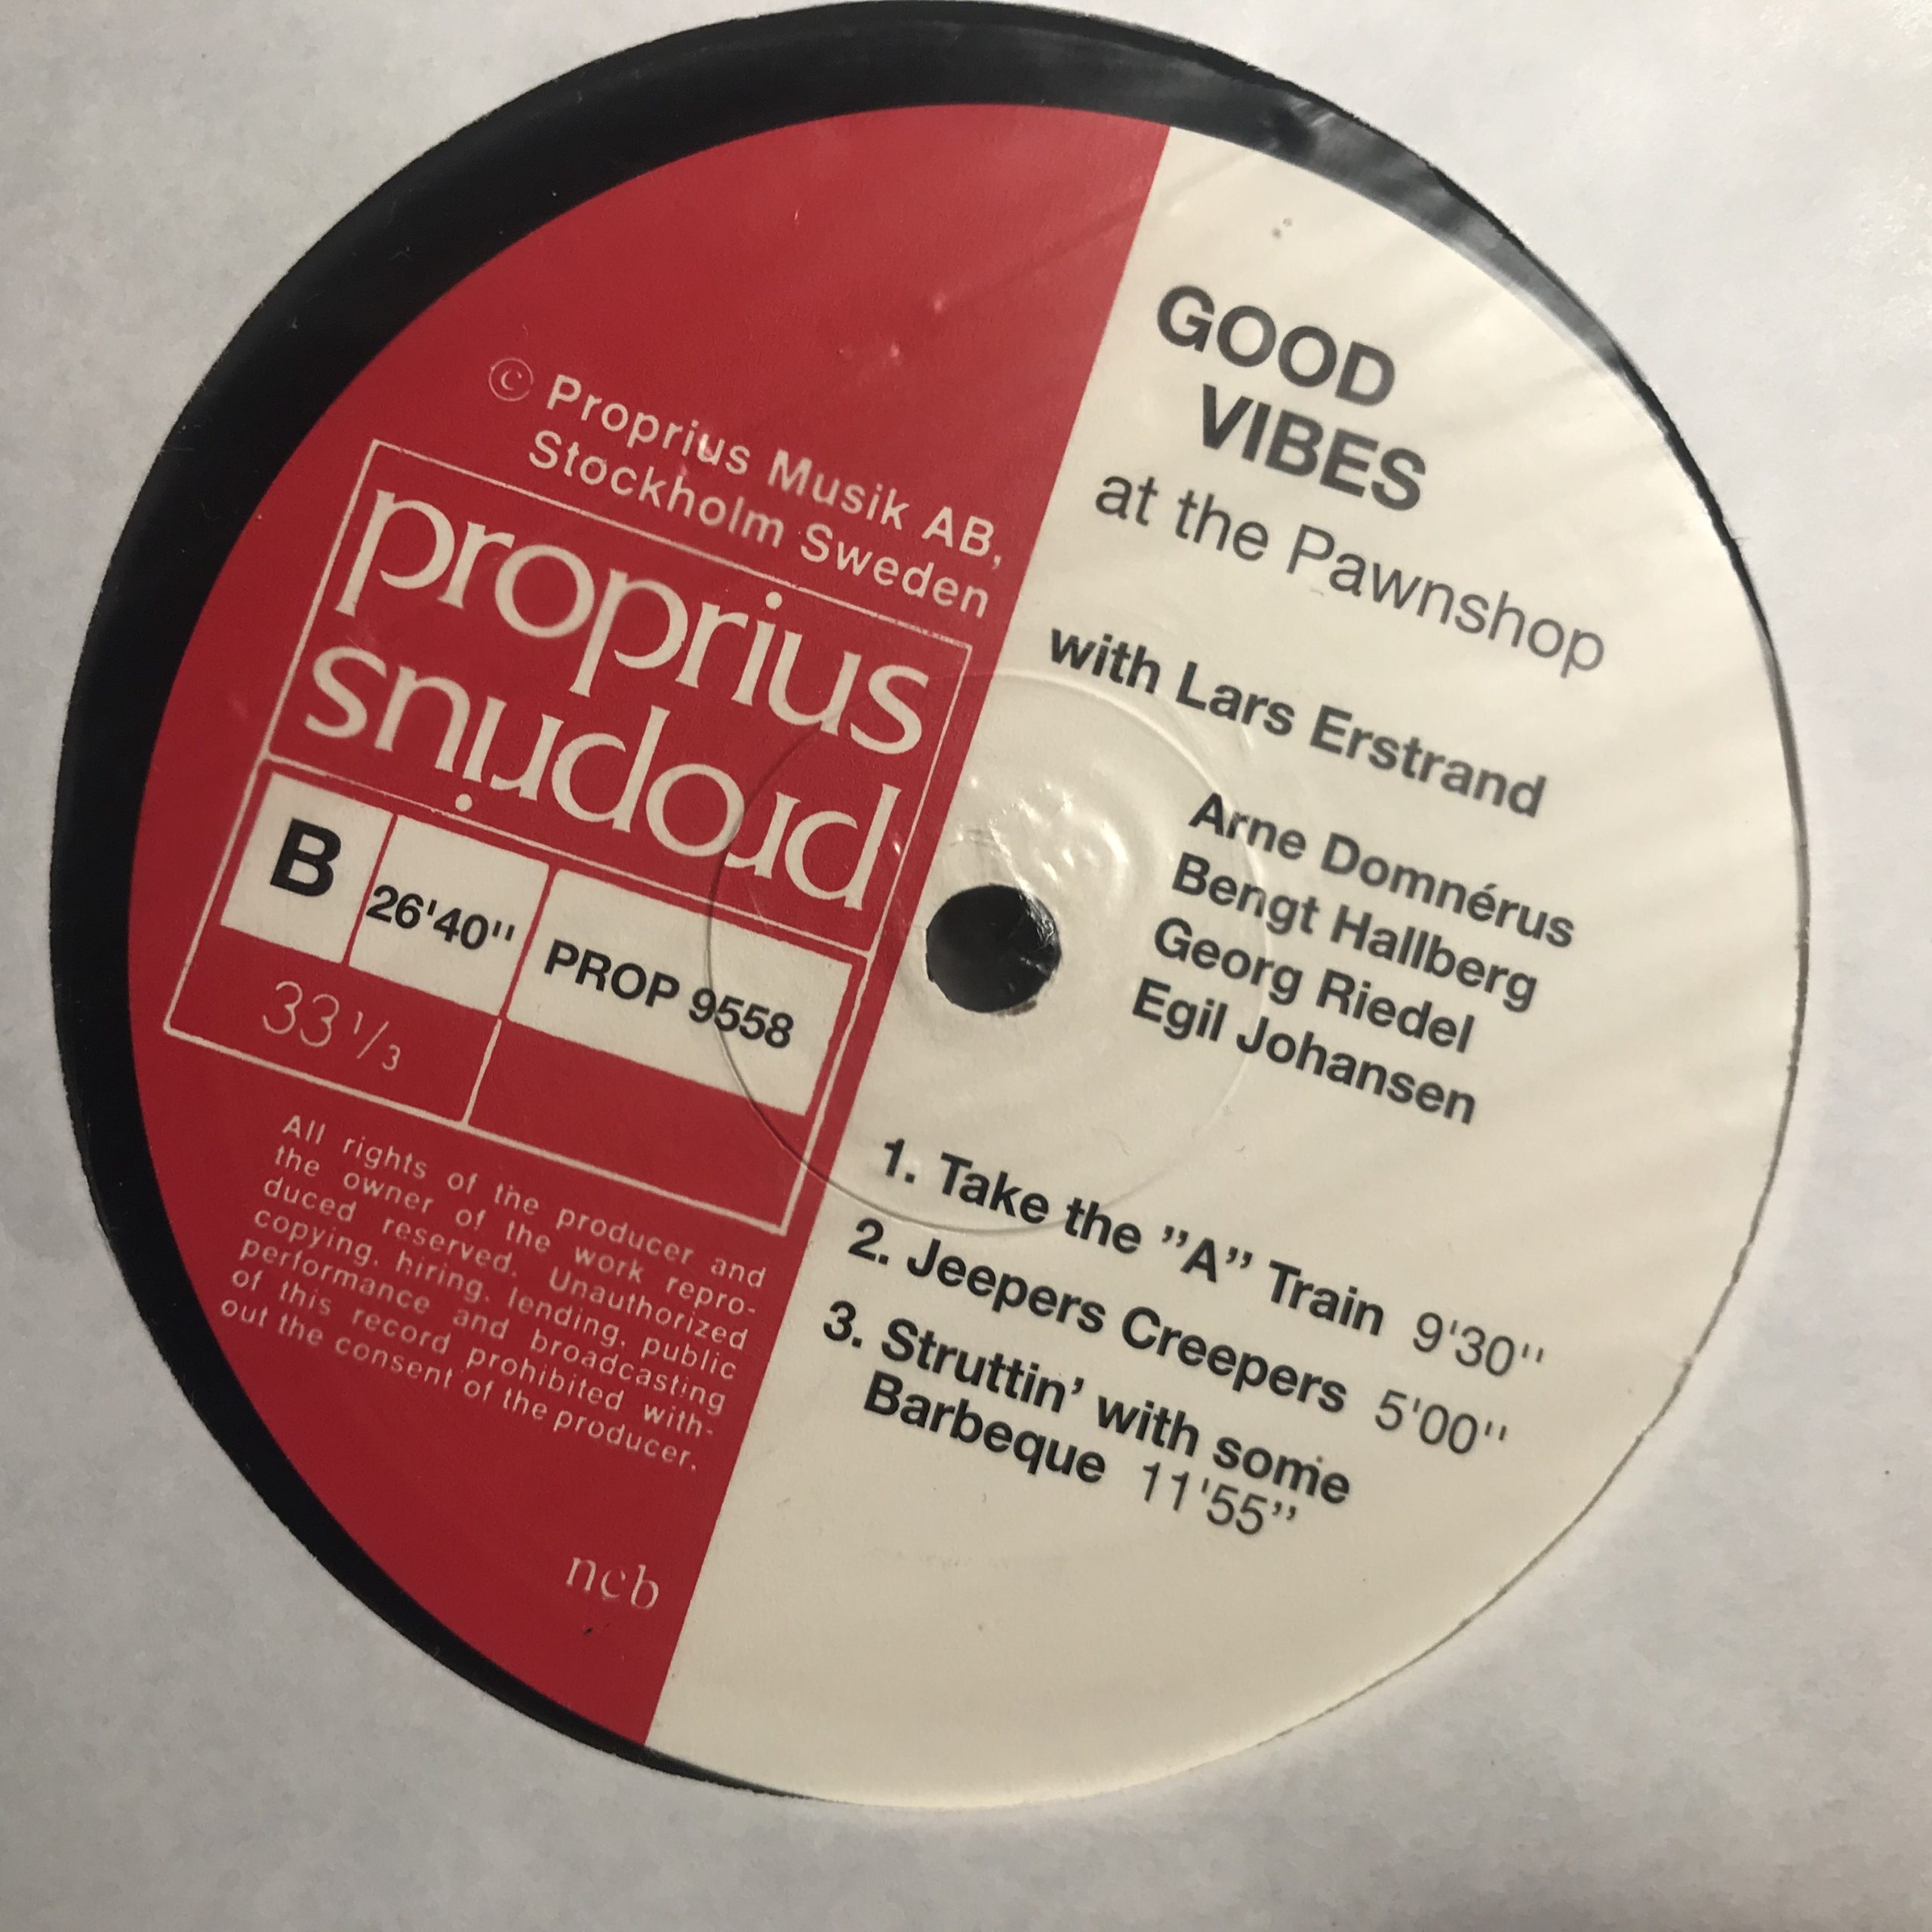 © Proprius Musik AB,
Stockholm Sweden
proprius
proprius
B
26'40''
PROP 9558
33 1/3
All rights of the producer and
the owner of the work repro-
duced reserved. Unauthorized
copying, hiring, lending, public
performance and broadcasting
of this record prohibited with-
out the consent of the producer.
ncb
GOOD
VIBES
at the Pawnshop
with Lars Erstrand
Arne Domnérus
Bengt Hallberg
Georg Riedel
Egil Johansen
1. Take the ”A” Train 9'30''
2. Jeepers Creepers 5'00''
3. Struttin’ with some
Barbeque 11'55’’